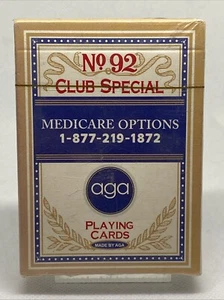 Nº 92
CLUB SPECIAL
MEDICARE OPTIONS
1-877-219-1872
aga
PLAYING
CARDS
MADE BY AGA